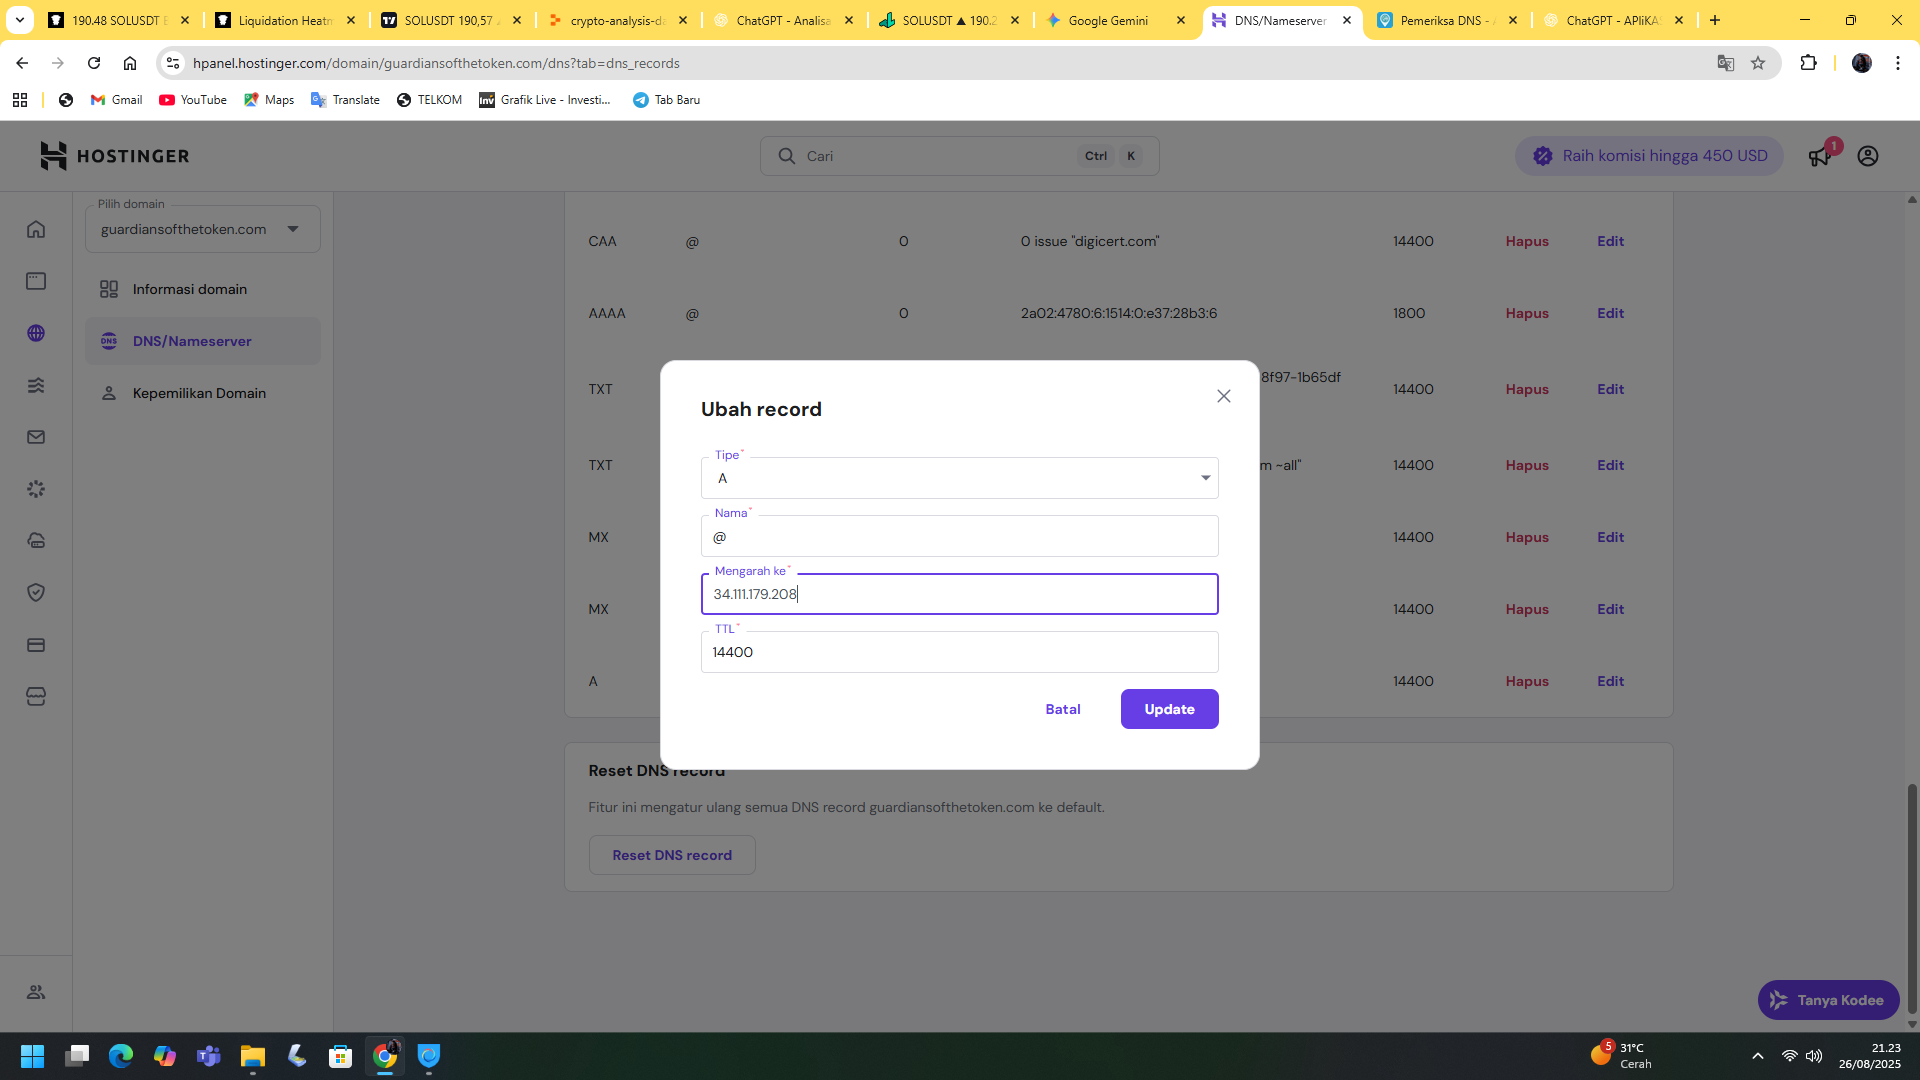 190.48 SOLUSDT
Liquidation Heatm
SOLUSDT 190,57
crypto-analysis-da
ChatGPT - Analisa
SOLUSDT ▲ 190.2
Google Gemini
DNS/Nameserver
Pemeriksa DNS -
ChatGPT - APliKAS
hpanel.hostinger.com/domain/guardiansofthetoken.com/dns?tab=dns_records
Gmail
YouTube
Maps
Translate
TELKOM
Inv
Grafik Live - Investi...
Tab Baru
HOSTINGER
Cari
Ctrl
K
Raih komisi hingga 450 USD
1
Pilih domain
guardiansofthetoken.com
Informasi domain
DNS
DNS/Nameserver
Kepemilikan Domain
CAA @ 0 0 issue "digicert.com" 14400 Hapus Edit
AAAA @ 0 2a02:4780:6:1514:0:e37:28b3:6 1800 Hapus Edit
8f97-1b65df
TXT 14400 Hapus Edit
TXT m ~all" 14400 Hapus Edit
MX 14400 Hapus Edit
MX 14400 Hapus Edit
A 14400 Hapus Edit
Ubah record
Tipe*
A
Nama*
@
Mengarah ke*
34.111.179.208
TTL*
14400
Batal
Update
Reset DNS record
Fitur ini mengatur ulang semua DNS record guardiansofthetoken.com ke default.
Reset DNS record
Tanya Kodee
5
31°C
Cerah
21.23
26/08/2025